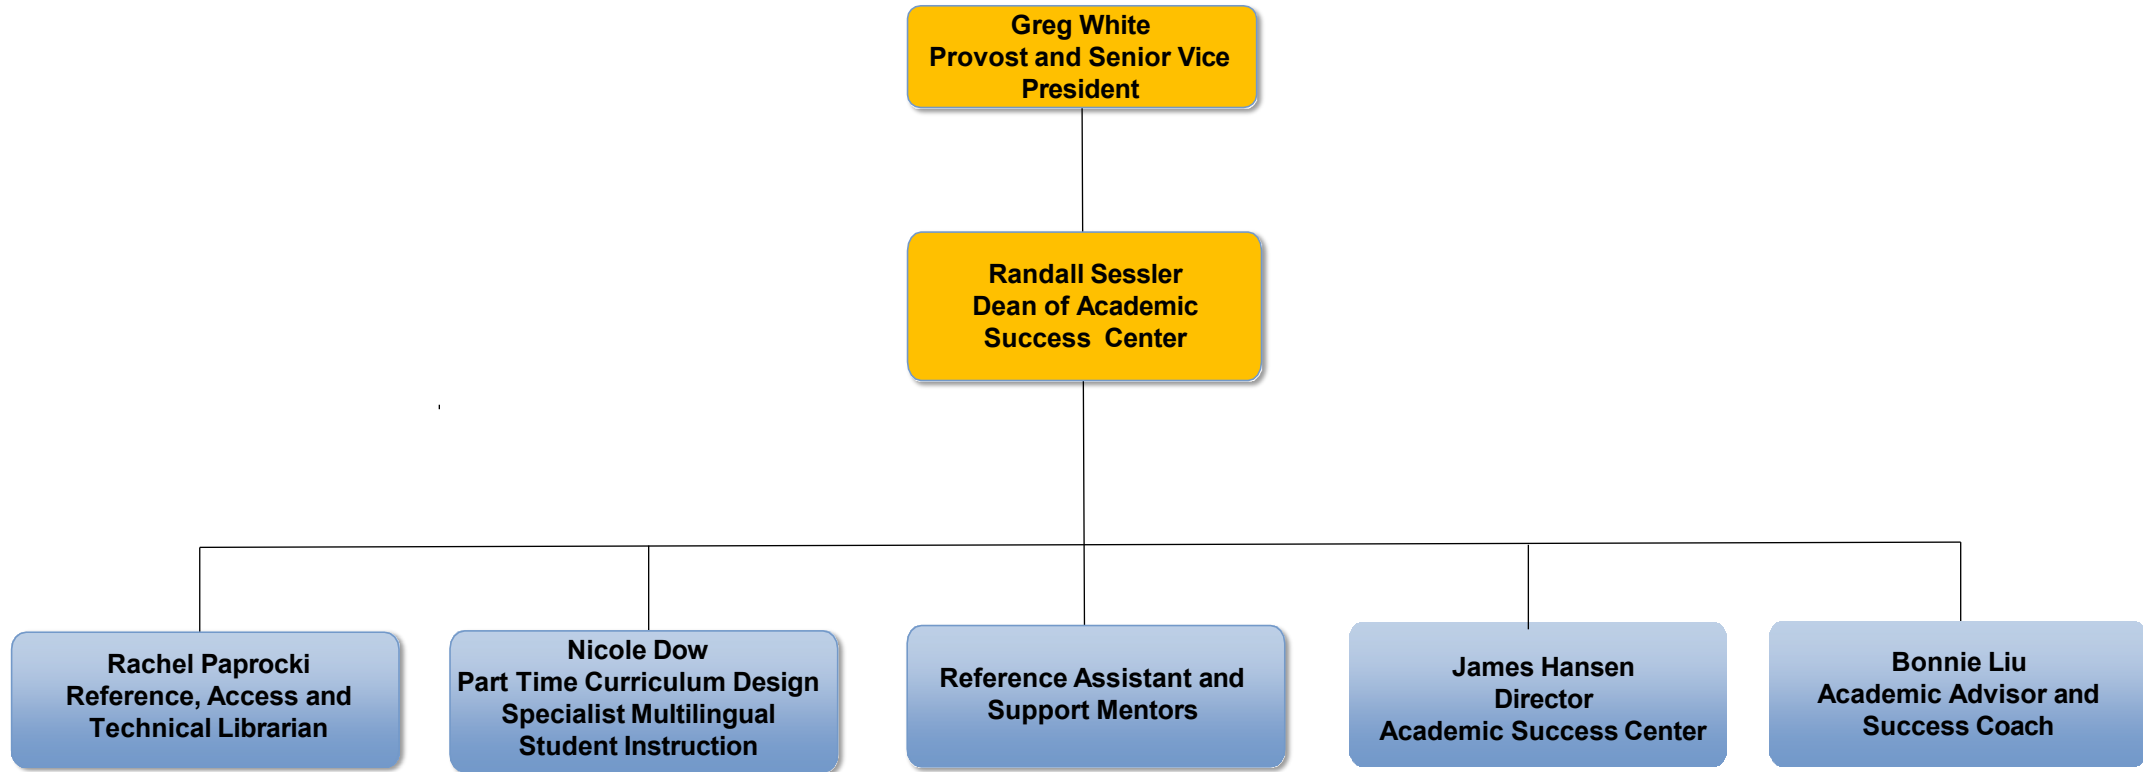 Greg White
Provost and Senior Vice
President
Randall Sessler
Dean of Academic
Success Center
Rachel Paprocki
Reference, Access and
Technical Librarian
Nicole Dow
Part Time Curriculum Design
Specialist Multilingual
Student Instruction
Reference Assistant and
Support Mentors
James Hansen
Director
Academic Success Center
Bonnie Liu
Academic Advisor and
Success Coach